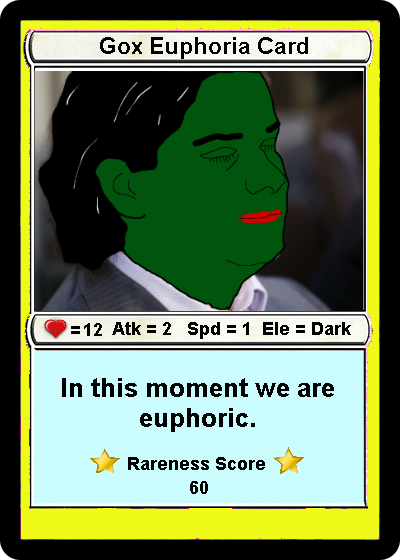 Gox Euphoria Card
=12 Atk = 2 Spd = 1 Ele = Dark
In this moment we are
euphoric.
Rareness Score
60